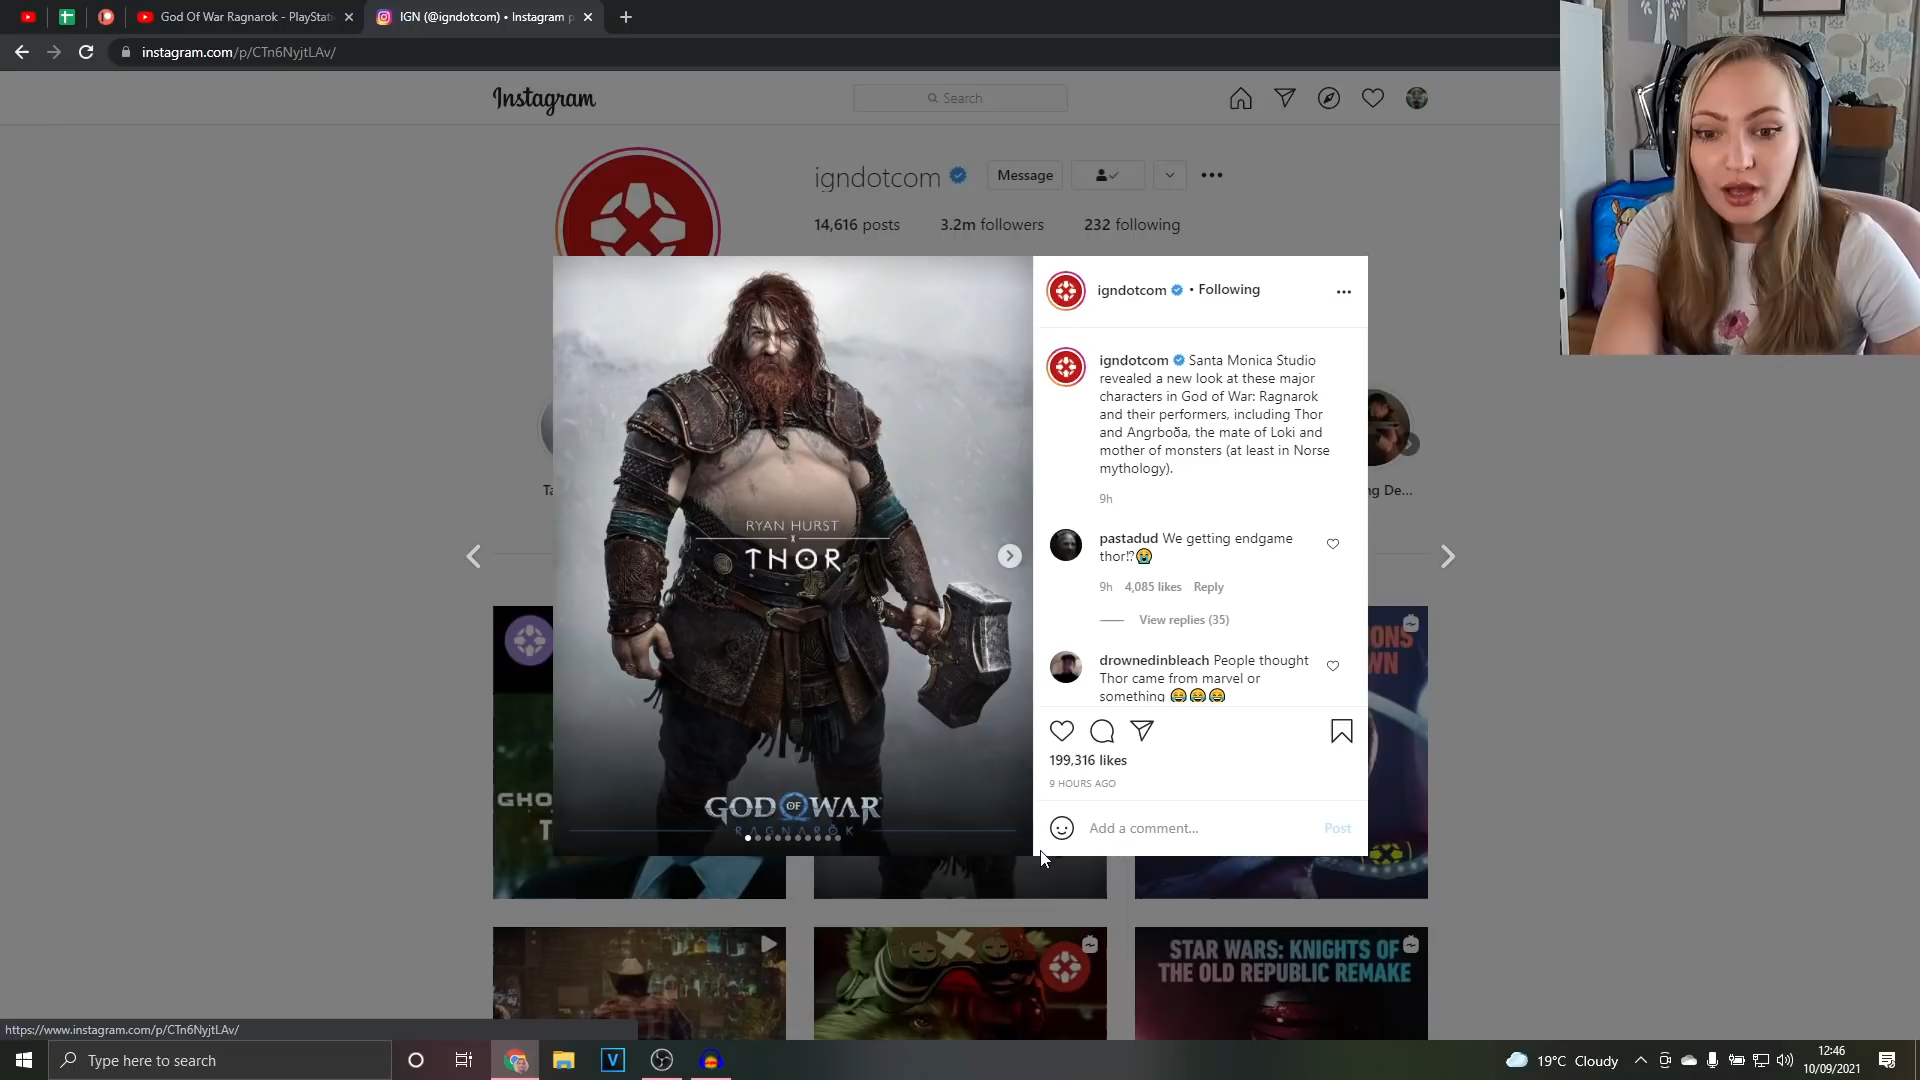 God Of War Ragnarok - PlayStati
IGN (@igndotcom) • Instagram p
instagram.com/p/CTn6NyjtLAv/
Instagram
Search
igndotcom
Message
14,616 posts 3.2m followers 232 following
igndotcom • Following
igndotcom Santa Monica Studio
revealed a new look at these major
characters in God of War: Ragnarok
and their performers, including Thor
and Angrboða, the mate of Loki and
mother of monsters (at least in Norse
mythology).
9h
Ta
ng De...
pastadud We getting endgame
thor!?😭
9h 4,085 likes Reply
View replies (35)
drownedinbleach People thought
Thor came from marvel or
something 😂😂😂
RYAN HURST
x
THOR
GOD OF WAR
RAGNARÖK
199,316 likes
9 HOURS AGO
Add a comment...
Post
GHO
T
ONS
WN
STAR WARS: KNIGHTS OF
THE OLD REPUBLIC REMAKE
https://www.instagram.com/p/CTn6NyjtLAv/
Type here to search
V
19°C Cloudy
12:46
10/09/2021